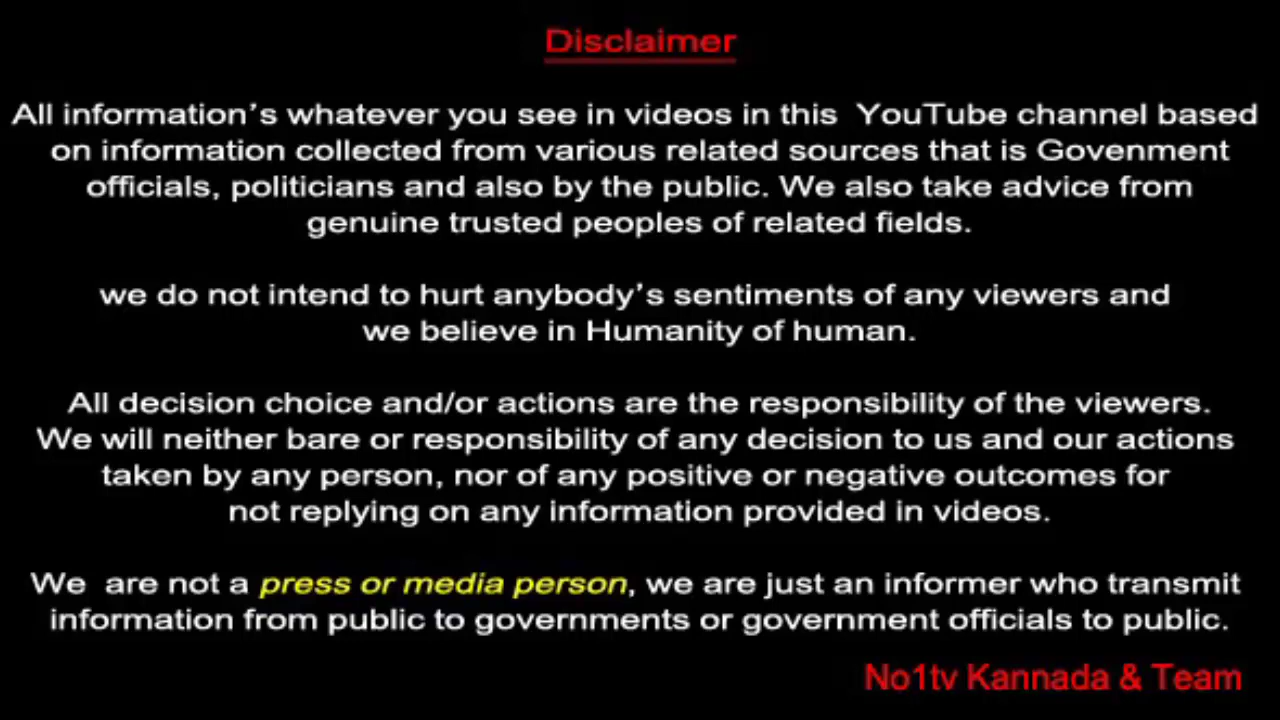 Disclaimer
All information's whatever you see in videos in this YouTube channel based
on information collected from various related sources that is Govenment
officials, politicians and also by the public. We also take advice from
genuine trusted peoples of related fields.
we do not intend to hurt anybody's sentiments of any viewers and
we believe in Humanity of human.
All decision choice and/or actions are the responsibility of the viewers.
We will neither bare or responsibility of any decision to us and our actions
taken by any person, nor of any positive or negative outcomes for
not replying on any information provided in videos.
We are not a press or media person, we are just an informer who transmit
information from public to governments or government officials to public.
No1tv Kannada & Team